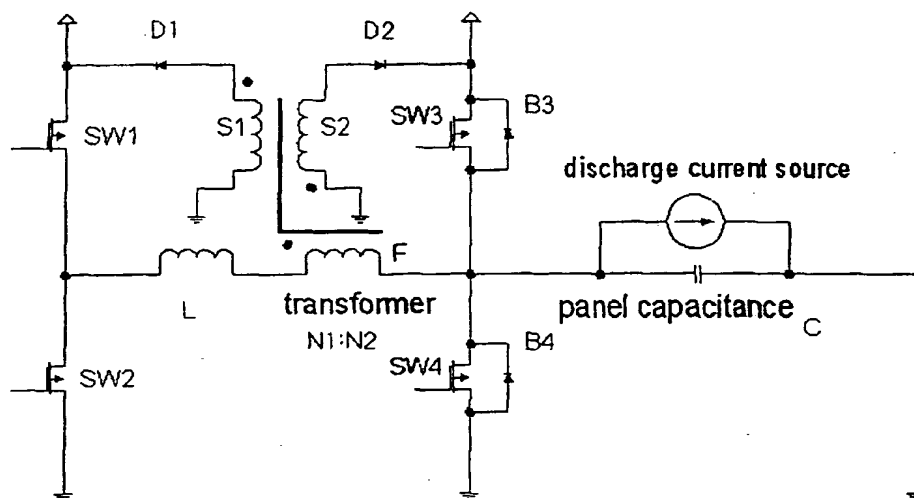 D1
D2
B3
S1
S2
SW1
SW3
discharge current source
F
L
transformer
N1:N2
panel capacitance
C
B4
SW2
SW4